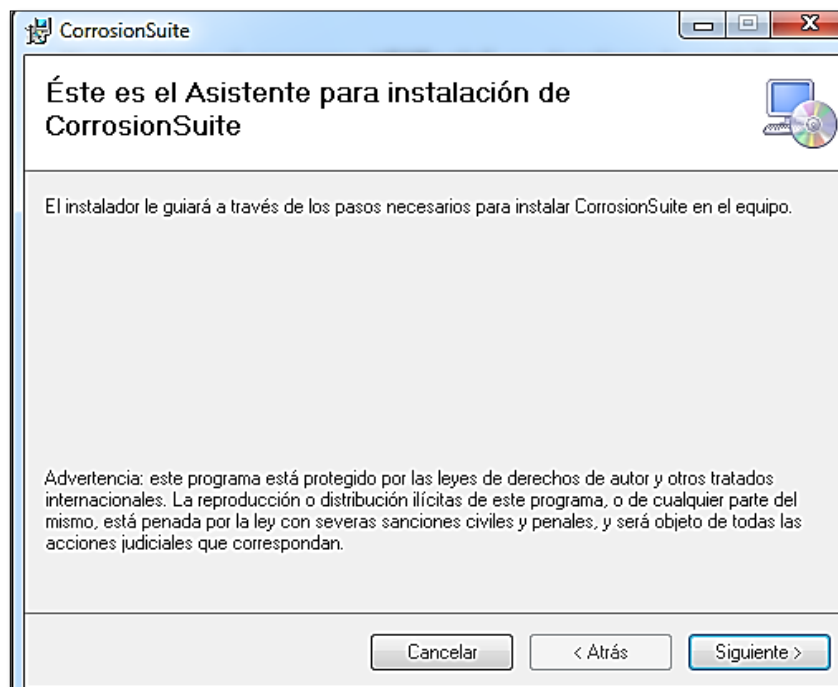 CorrosionSuite
Éste es el Asistente para instalación de
CorrosionSuite
El instalador le guiará a través de los pasos necesarios para instalar CorrosionSuite en el equipo.
Advertencia: este programa está protegido por las leyes de derechos de autor y otros tratados
internacionales. La reproducción o distribución ilícitas de este programa, o de cualquier parte del
mismo, está penada por la ley con severas sanciones civiles y penales, y será objeto de todas las
acciones judiciales que correspondan.
Cancelar
< Atrás
Siguiente >